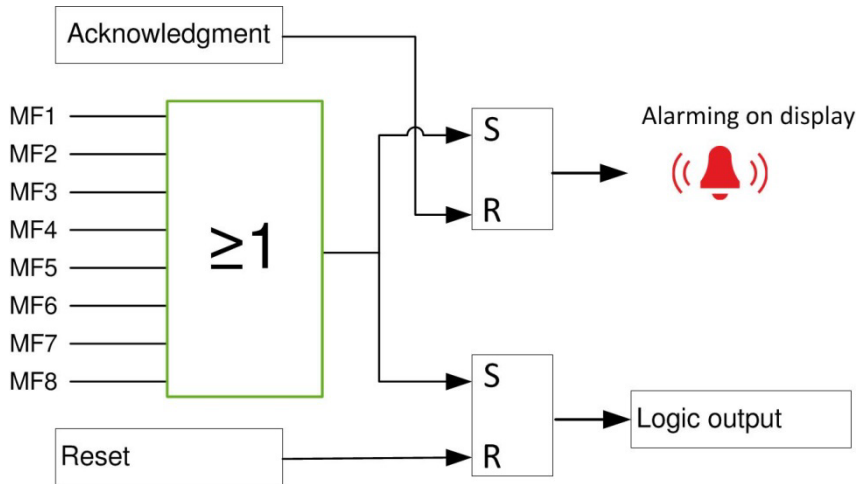 Acknowledgment
MF1
MF2
MF3
MF4
MF5
MF6
MF7
MF8
≥1
S
R
Alarming on display
S
R
Logic output
Reset